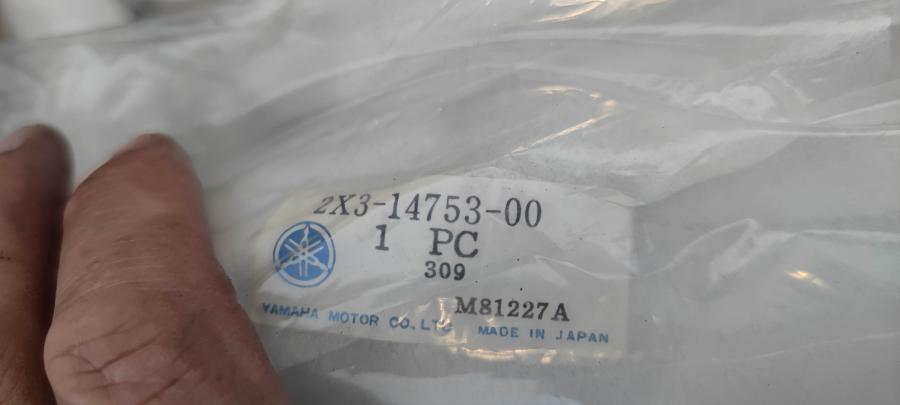 2X3-14753-00
1 PC
309
M81227A
YAMAHA MOTOR CO.,LTD. MADE IN JAPAN